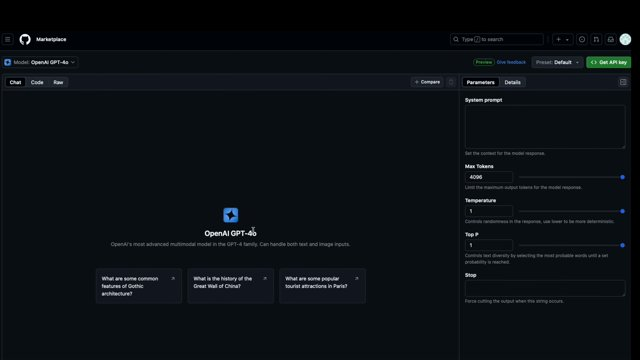 Marketplace
Type / to search
Model: OpenAI GPT-4o
Preview
Give feedback
Preset: Default
Get API key
Chat
Code
Raw
Compare
Parameters
Details
System prompt
Set the context for the model response.
Max Tokens
4096
Limit the maximum output tokens for the model response.
Temperature
1
Controls randomness in the response, use lower to be more deterministic.
Top P
1
Controls text diversity by selecting the most probable words until a set
probability is reached.
Stop
Force cutting the output when this string occurs.
OpenAI GPT-4o
OpenAI's most advanced multimodal model in the GPT-4 family. Can handle both text and image inputs.
What are some common
features of Gothic
architecture?
What is the history of the
Great Wall of China?
What are some popular
tourist attractions in Paris?